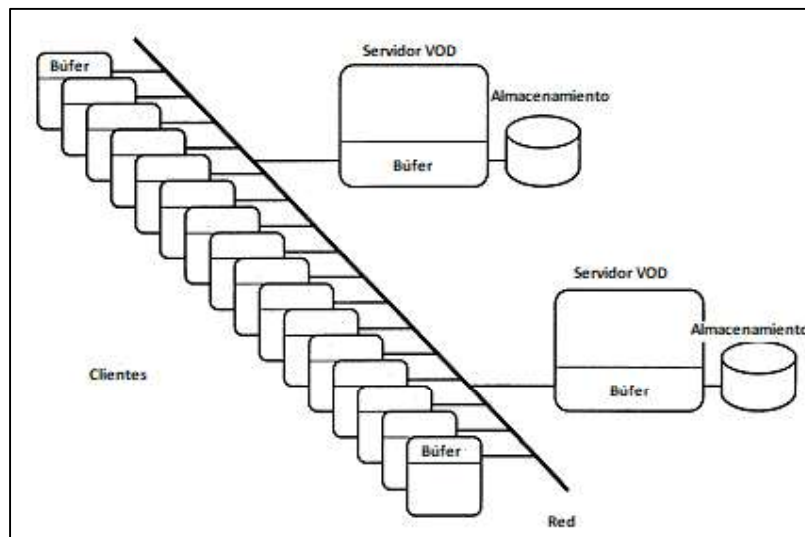 Servidor VOD
Búfer
Almacenamiento
Búfer
Servidor VOD
Almacenamiento
Clientes
Búfer
Búfer
Red